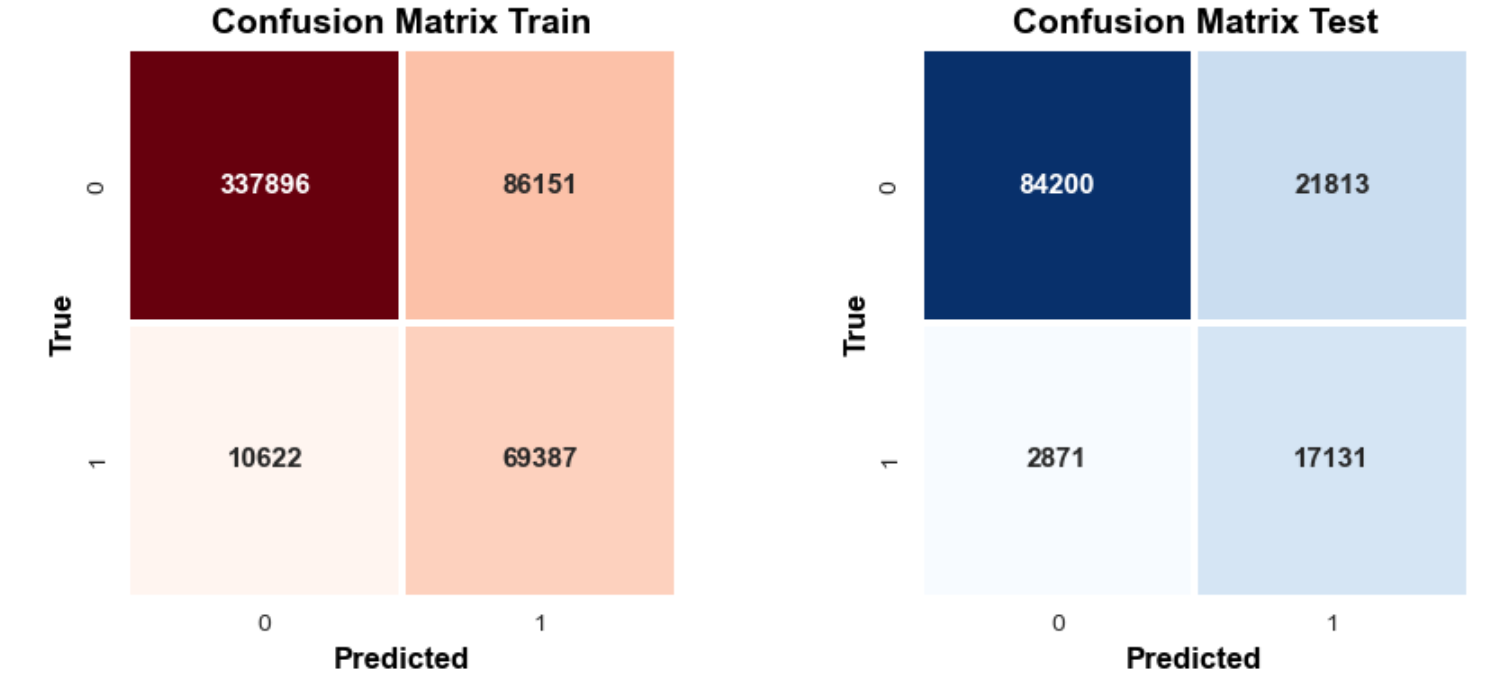 Confusion Matrix Train
0
337896
86151
True
1
10622
69387
0
1
Predicted
Confusion Matrix Test
0
84200
21813
True
1
2871
17131
0
1
Predicted